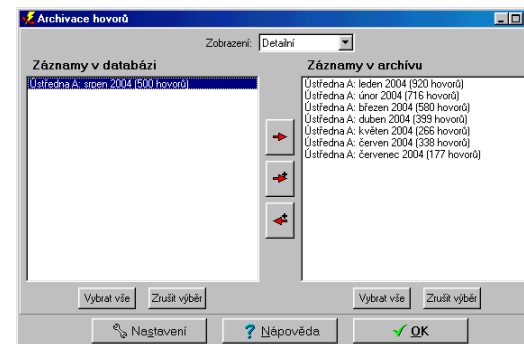 Archivace hovorů
Zobrazení: Detailní
Záznamy v databázi
Ústředna A: srpen 2004 (500 hovorů)
Záznamy v archívu
Ústředna A: leden 2004 (920 hovorů)
Ústředna A: únor 2004 (716 hovorů)
Ústředna A: březen 2004 (580 hovorů)
Ústředna A: duben 2004 (399 hovorů)
Ústředna A: květen 2004 (266 hovorů)
Ústředna A: červen 2004 (338 hovorů)
Ústředna A: červenec 2004 (177 hovorů)
Vybrat vše Zrušit výběr
Vybrat vše Zrušit výběr
Nastavení Nápověda OK